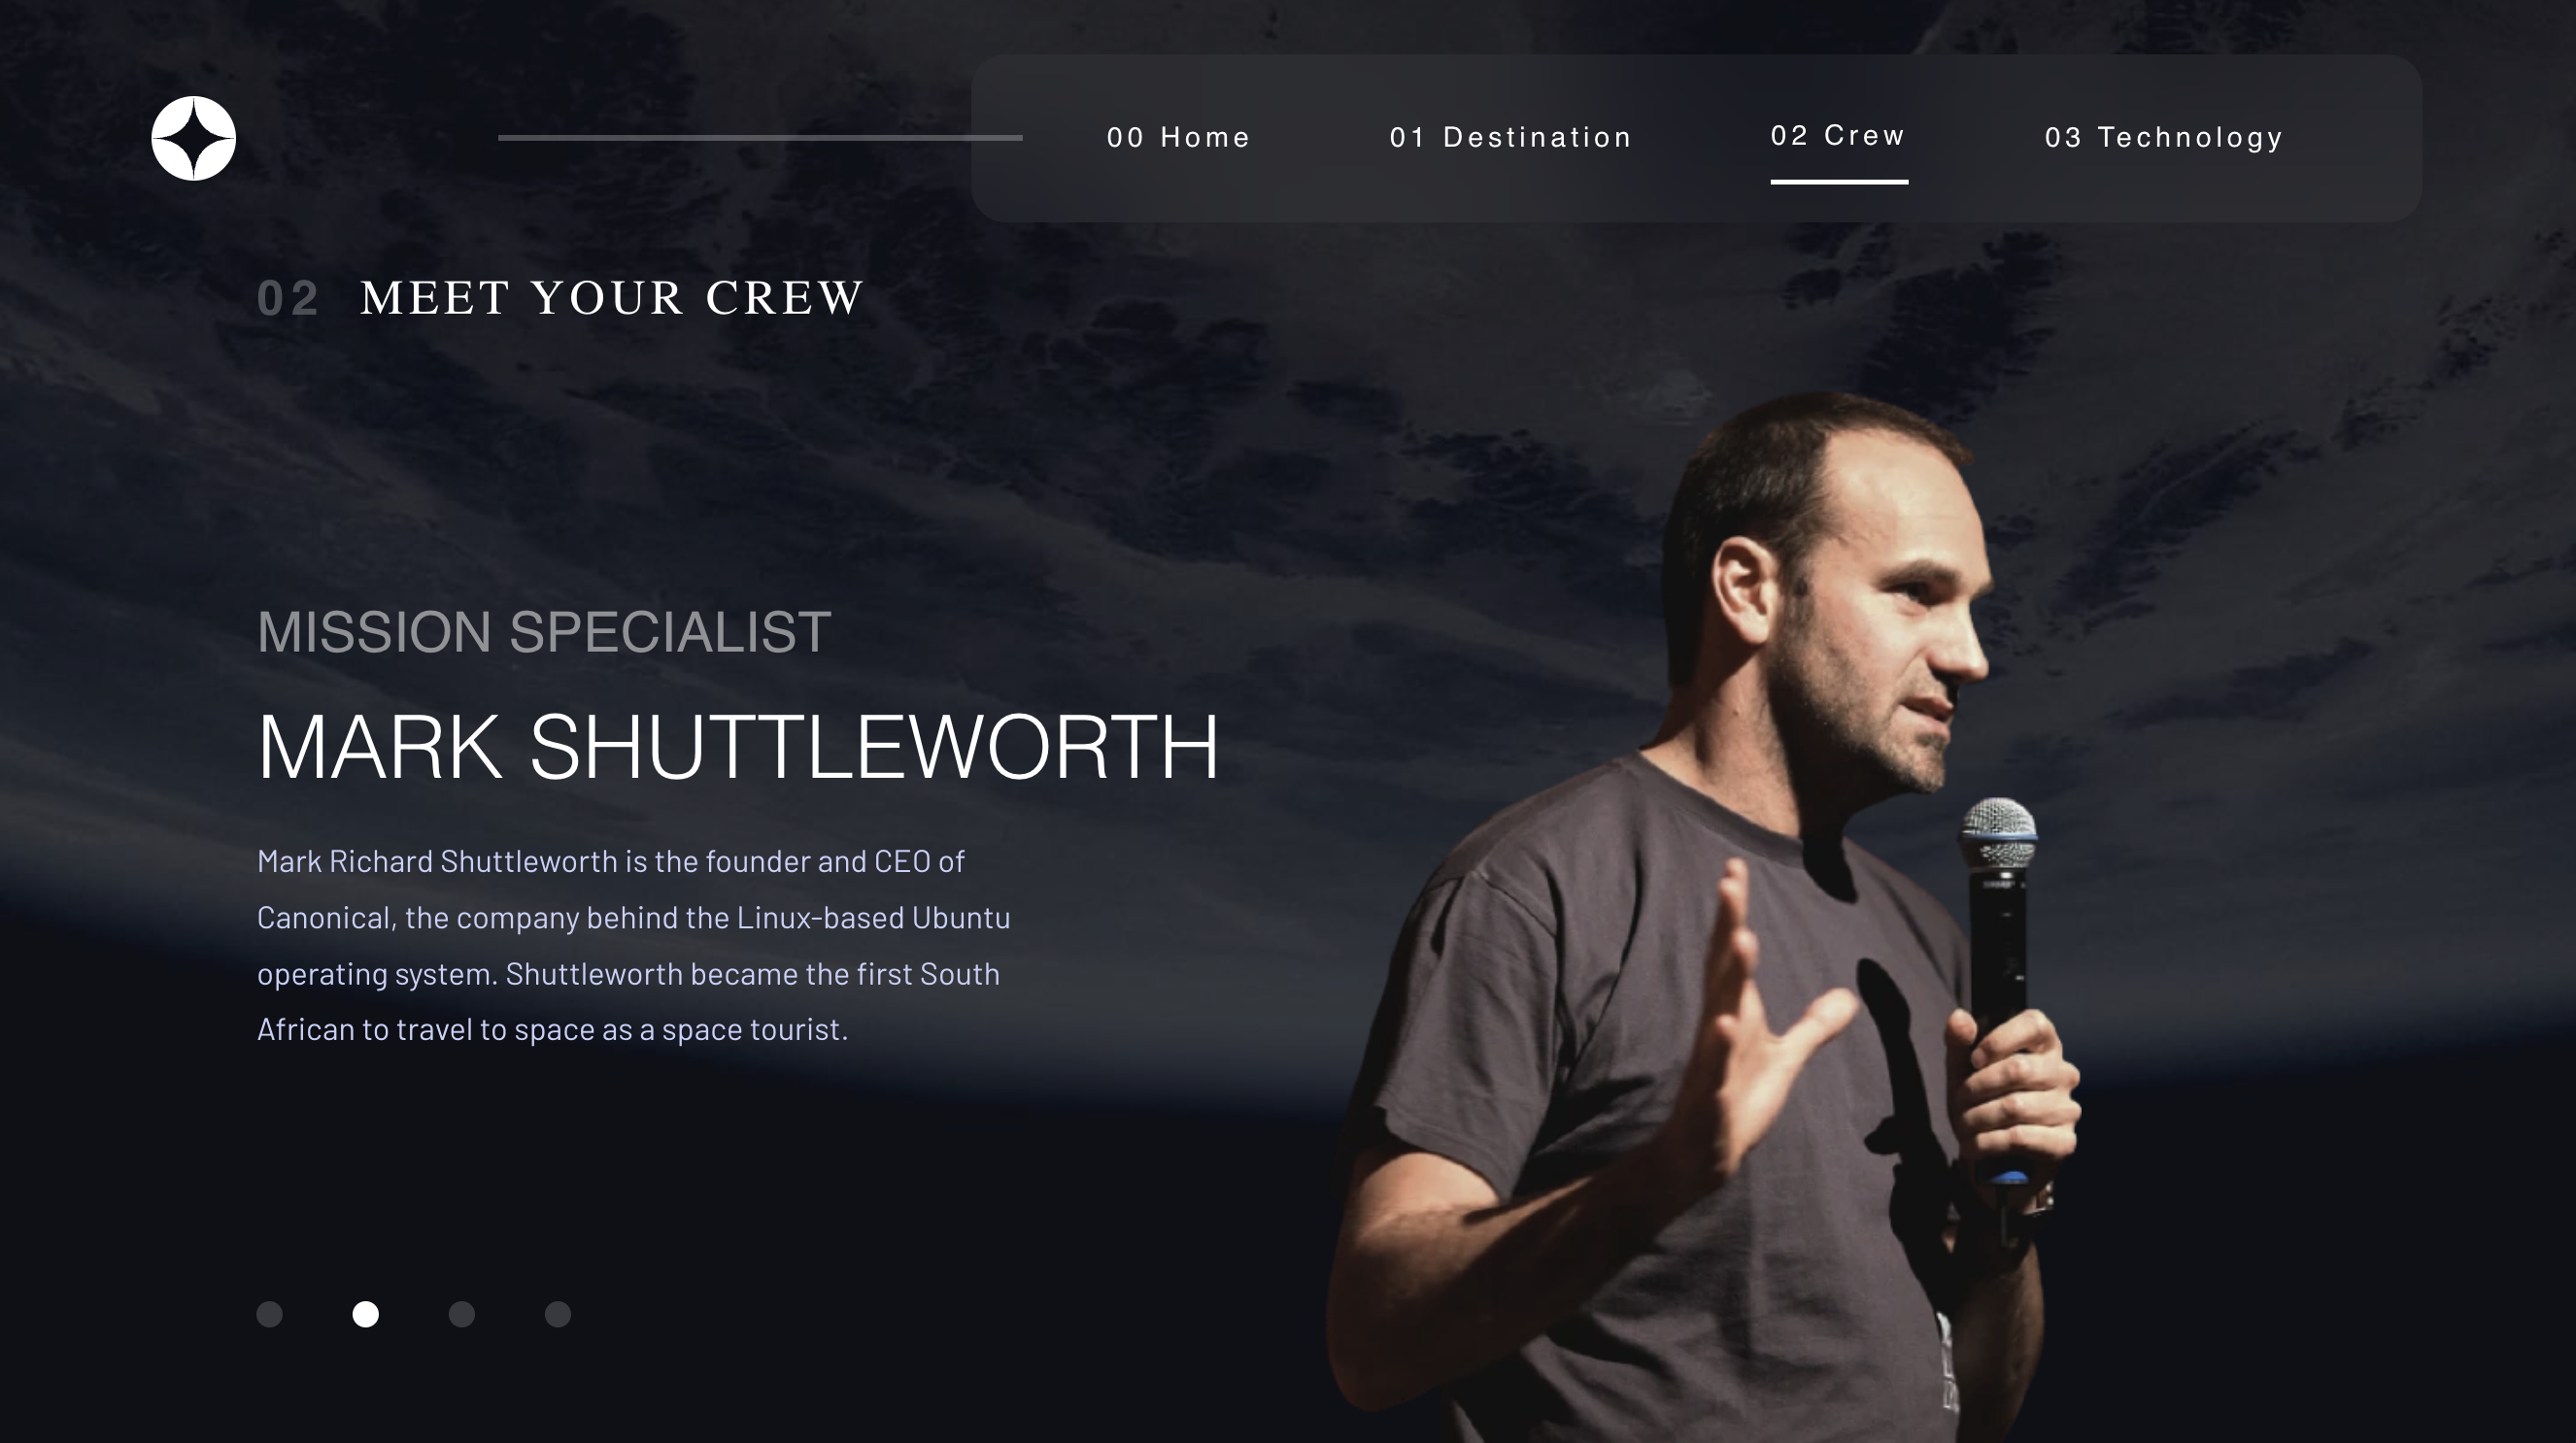 00 Home
01 Destination
02 Crew
03 Technology
02 MEET YOUR CREW
MISSION SPECIALIST
MARK SHUTTLEWORTH
Mark Richard Shuttleworth is the founder and CEO of
Canonical, the company behind the Linux-based Ubuntu
operating system. Shuttleworth became the first South
African to travel to space as a space tourist.